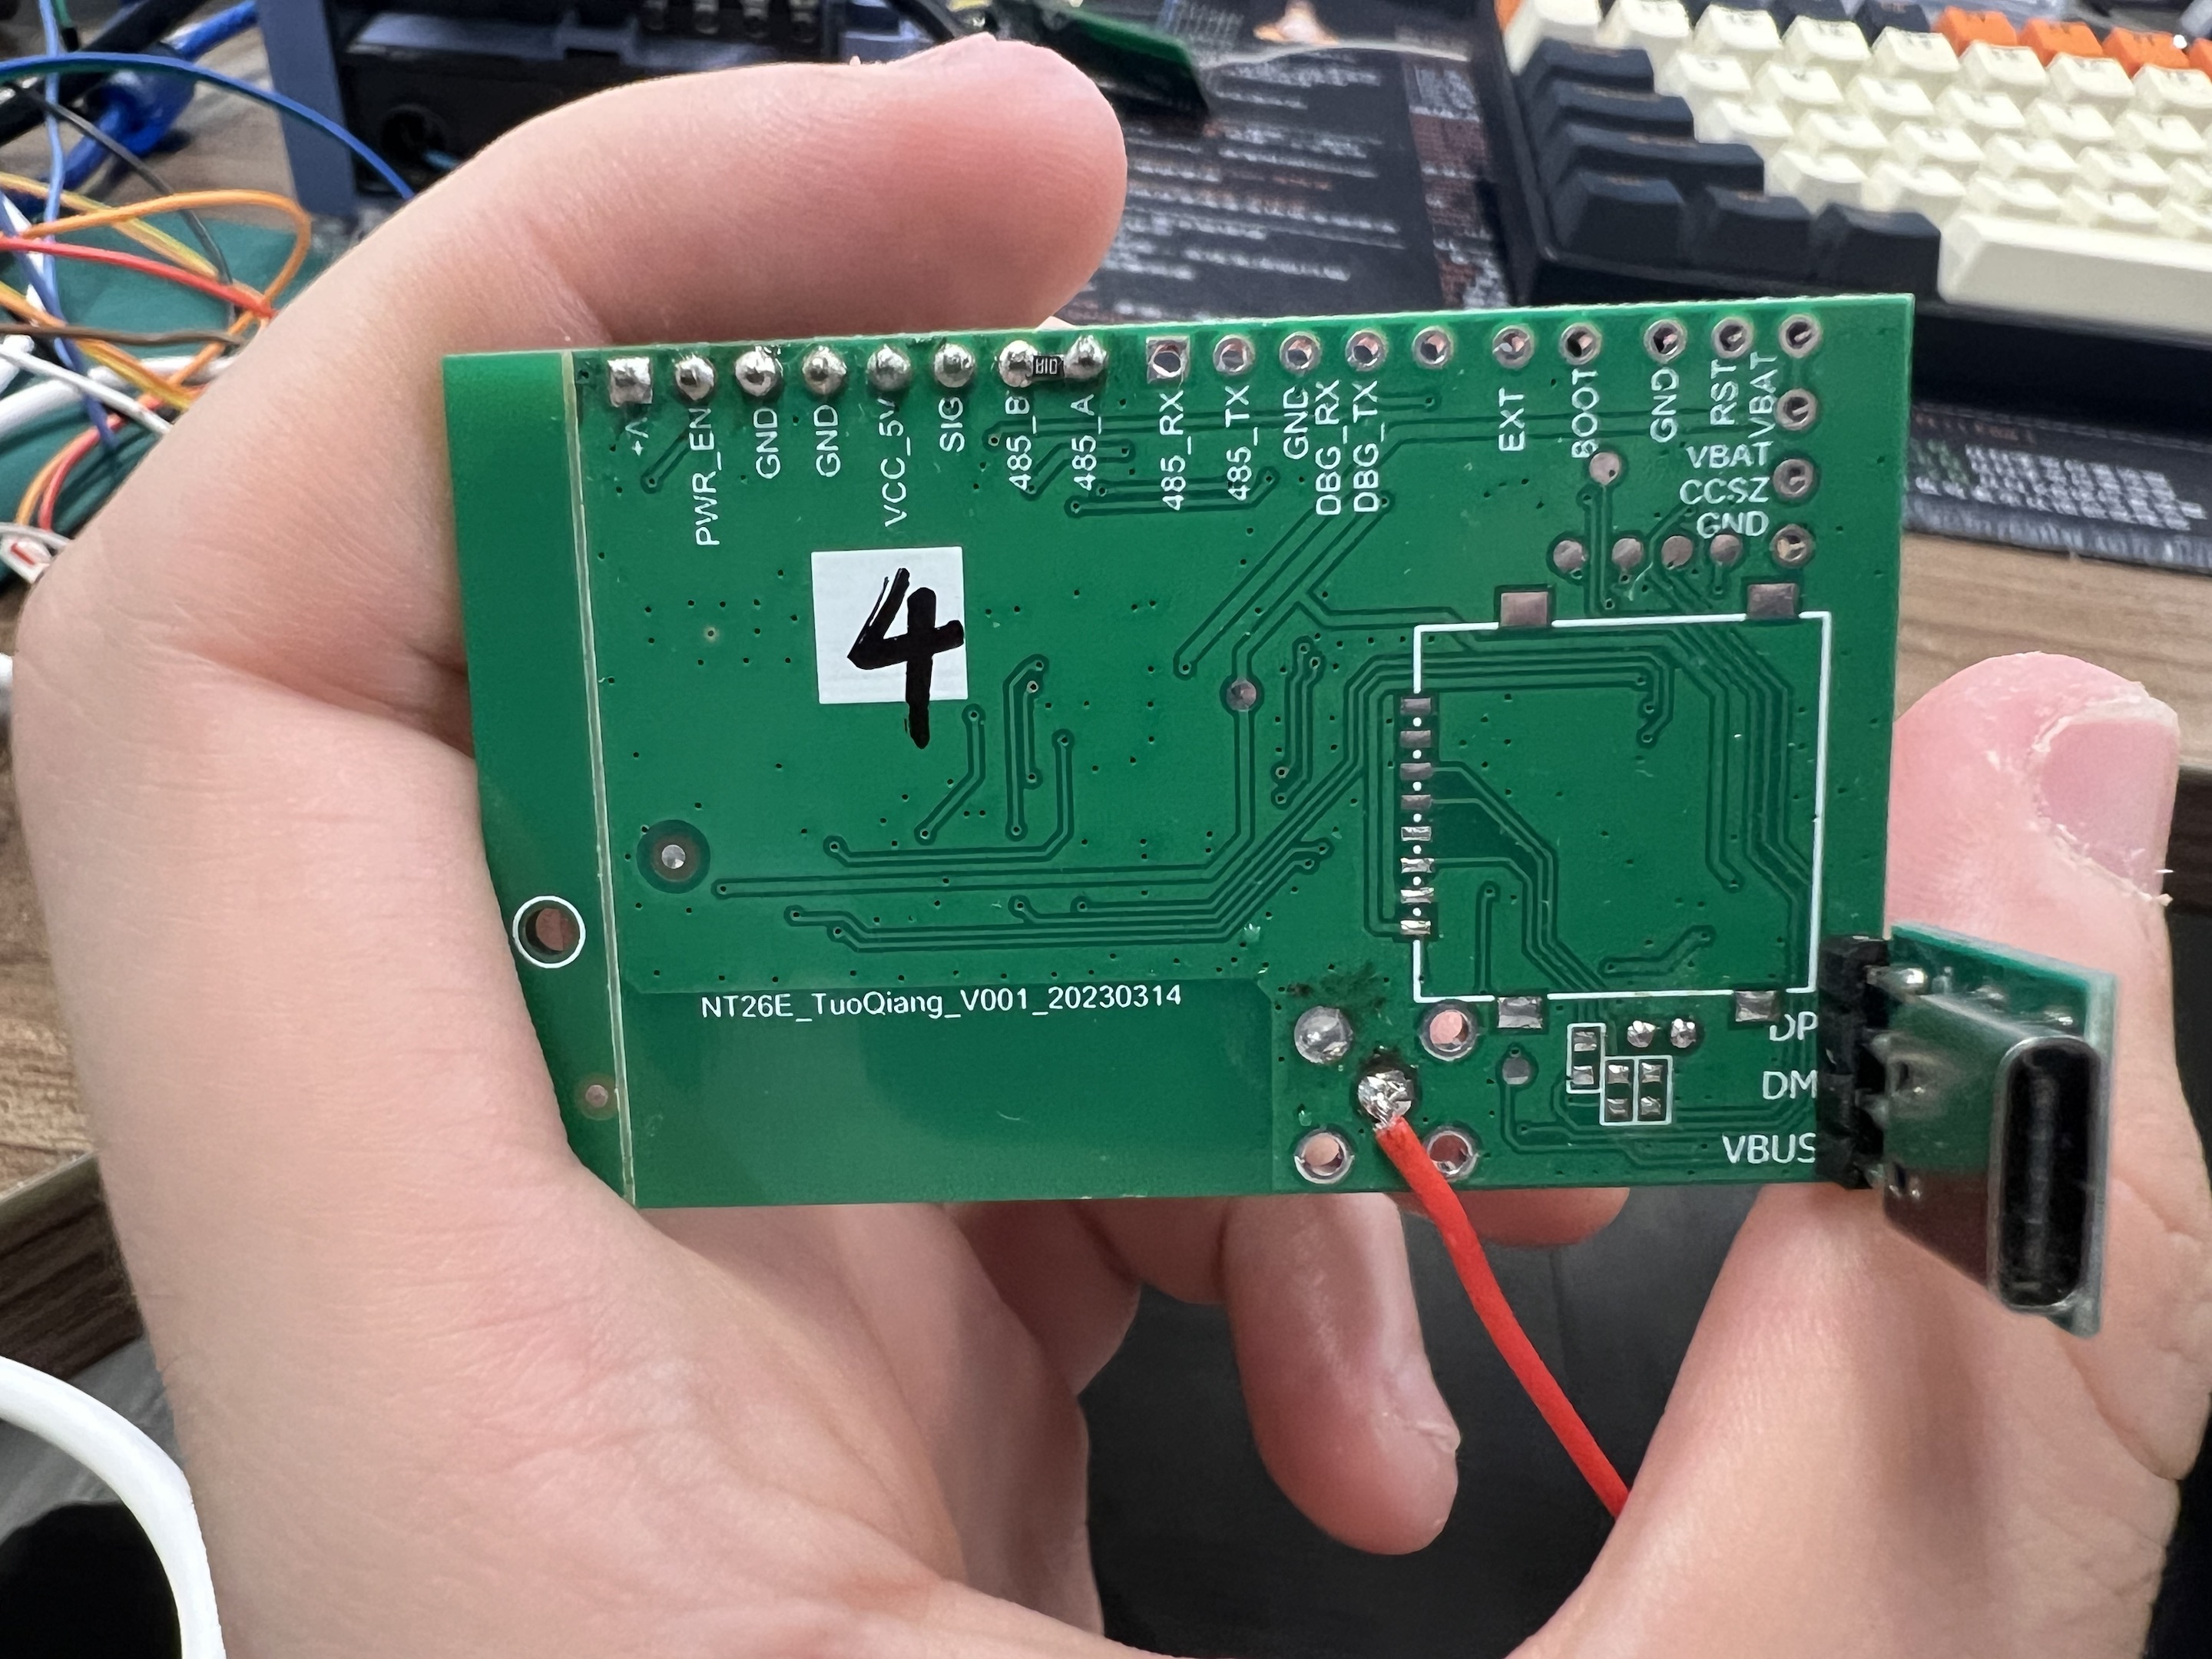 +V
PWR_EN
GND
GND
VCC_5V
SIG
485_B
485_A
485_RX
485_TX
GND
DBG_RX
DBG_TX
EXT
BOOT
GND
RST
VBAT
VBAT
CCSZ
GND
4
NT26E_TuoQiang_V001_20230314
DP
DM
VBUS